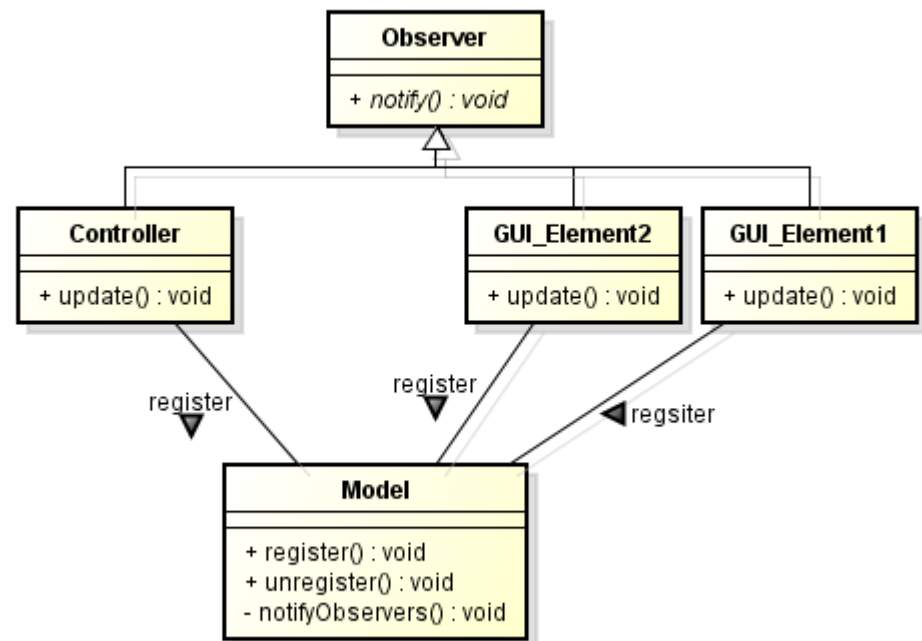 Observer
+ notify() : void
Controller
+ update() : void
GUI_Element2
+ update() : void
GUI_Element1
+ update() : void
register
register
regsiter
Model
+ register() : void
+ unregister() : void
- notifyObservers() : void